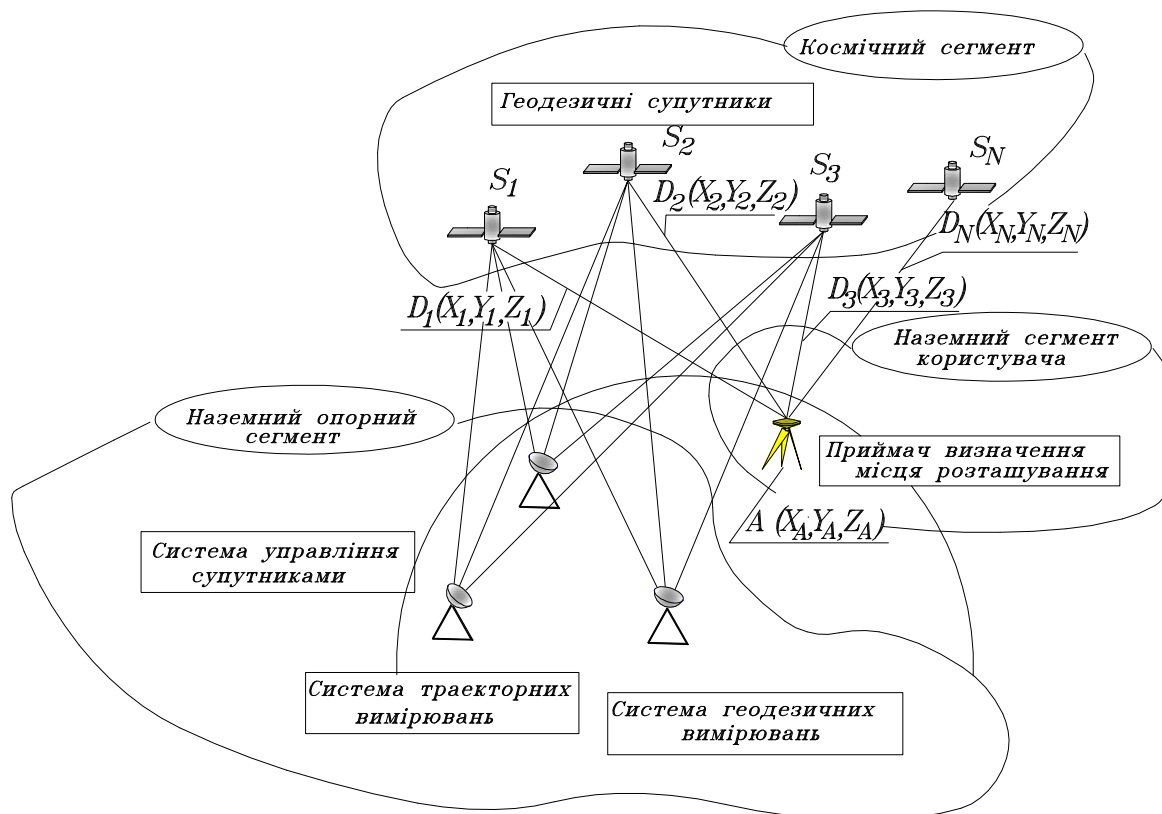 Космічний сегмент
Геодезичні супутники
S2
S1
S3
SN
D2(X2,Y2,Z2)
DN(XN,YN,ZN)
D3(X3,Y3,Z3)
D1(X1,Y1,Z1)
Наземний сегмент
користувача
Наземний опорний
сегмент
Приймач визначення
місця розташування
A (XA,YA,ZA)
Система управління
супутниками
Система траекторних
вимірювань
Система геодезичних
вимірювань